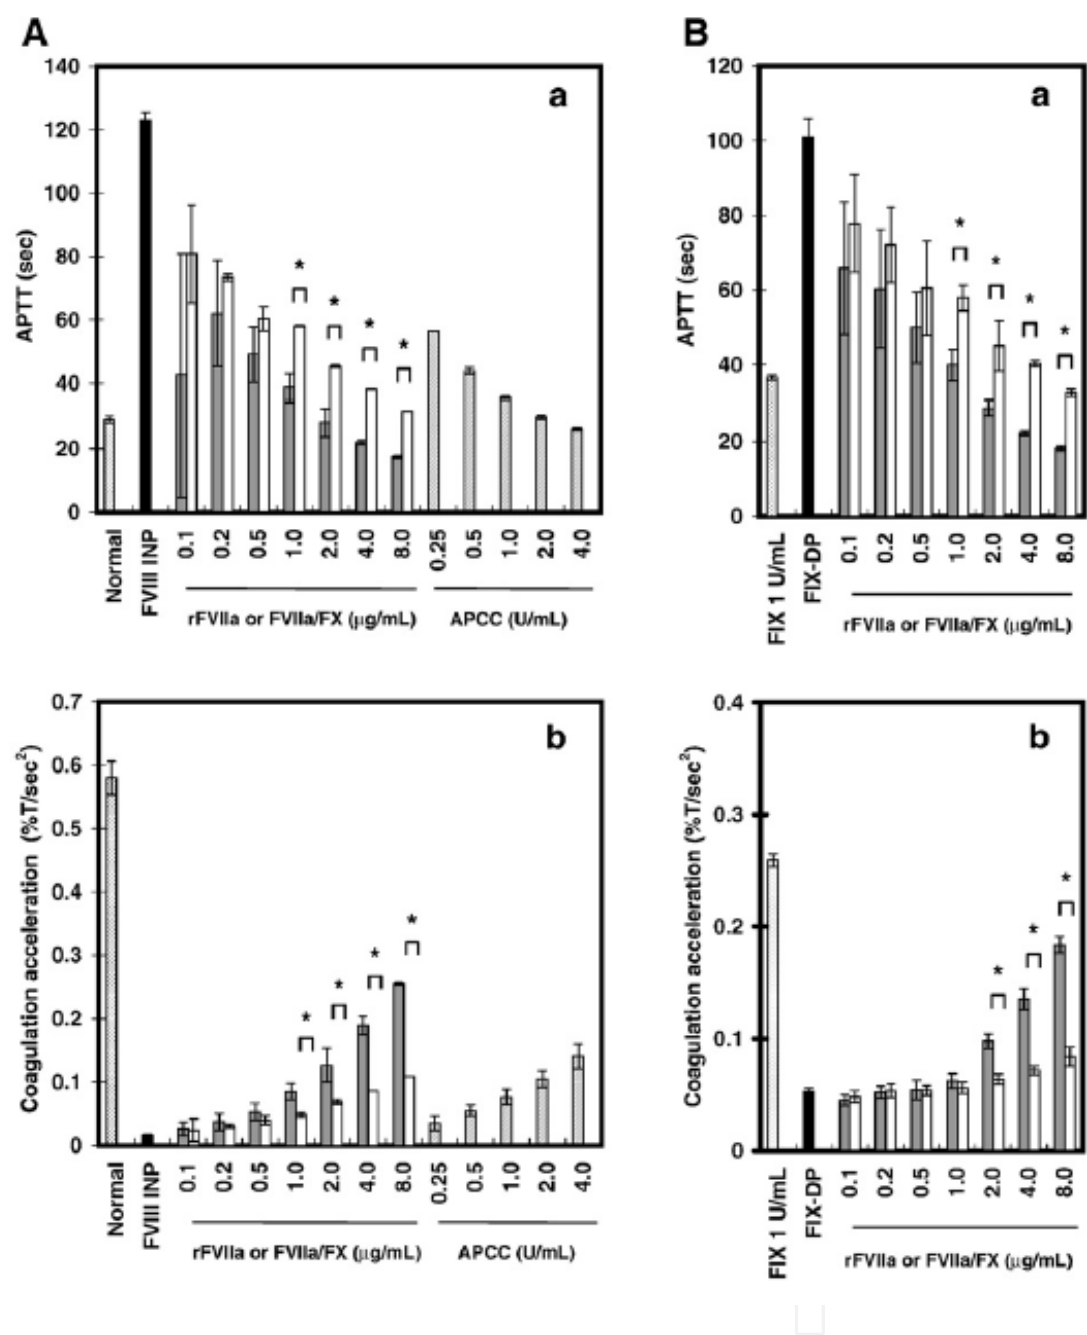 A
B
140
120
100
80
60
40
20
0
APTT (sec)
a
* * * *
Normal
FVIII INP
0.1
0.2
0.5
1.0
2.0
4.0
8.0
0.25
0.5
1.0
2.0
4.0
rFVIIa or FVIIa/FX (μg/mL)
APCC (U/mL)
120
100
80
60
40
20
0
APTT (sec)
a
* * * *
FIX 1 U/mL
FIX-DP
0.1
0.2
0.5
1.0
2.0
4.0
8.0
rFVIIa or FVIIa/FX (μg/mL)
0.7
0.6
0.5
0.4
0.3
0.2
0.1
0
Coagulation acceleration (%T/sec²)
b
* * * *
Normal
FVIII INP
0.1
0.2
0.5
1.0
2.0
4.0
8.0
0.25
0.5
1.0
2.0
4.0
rFVIIa or FVIIa/FX (μg/mL)
APCC (U/mL)
0.4
0.3
0.2
0.1
0
Coagulation acceleration (%T/sec²)
b
* * *
FIX 1 U/mL
FIX-DP
0.1
0.2
0.5
1.0
2.0
4.0
8.0
rFVIIa or FVIIa/FX (μg/mL)